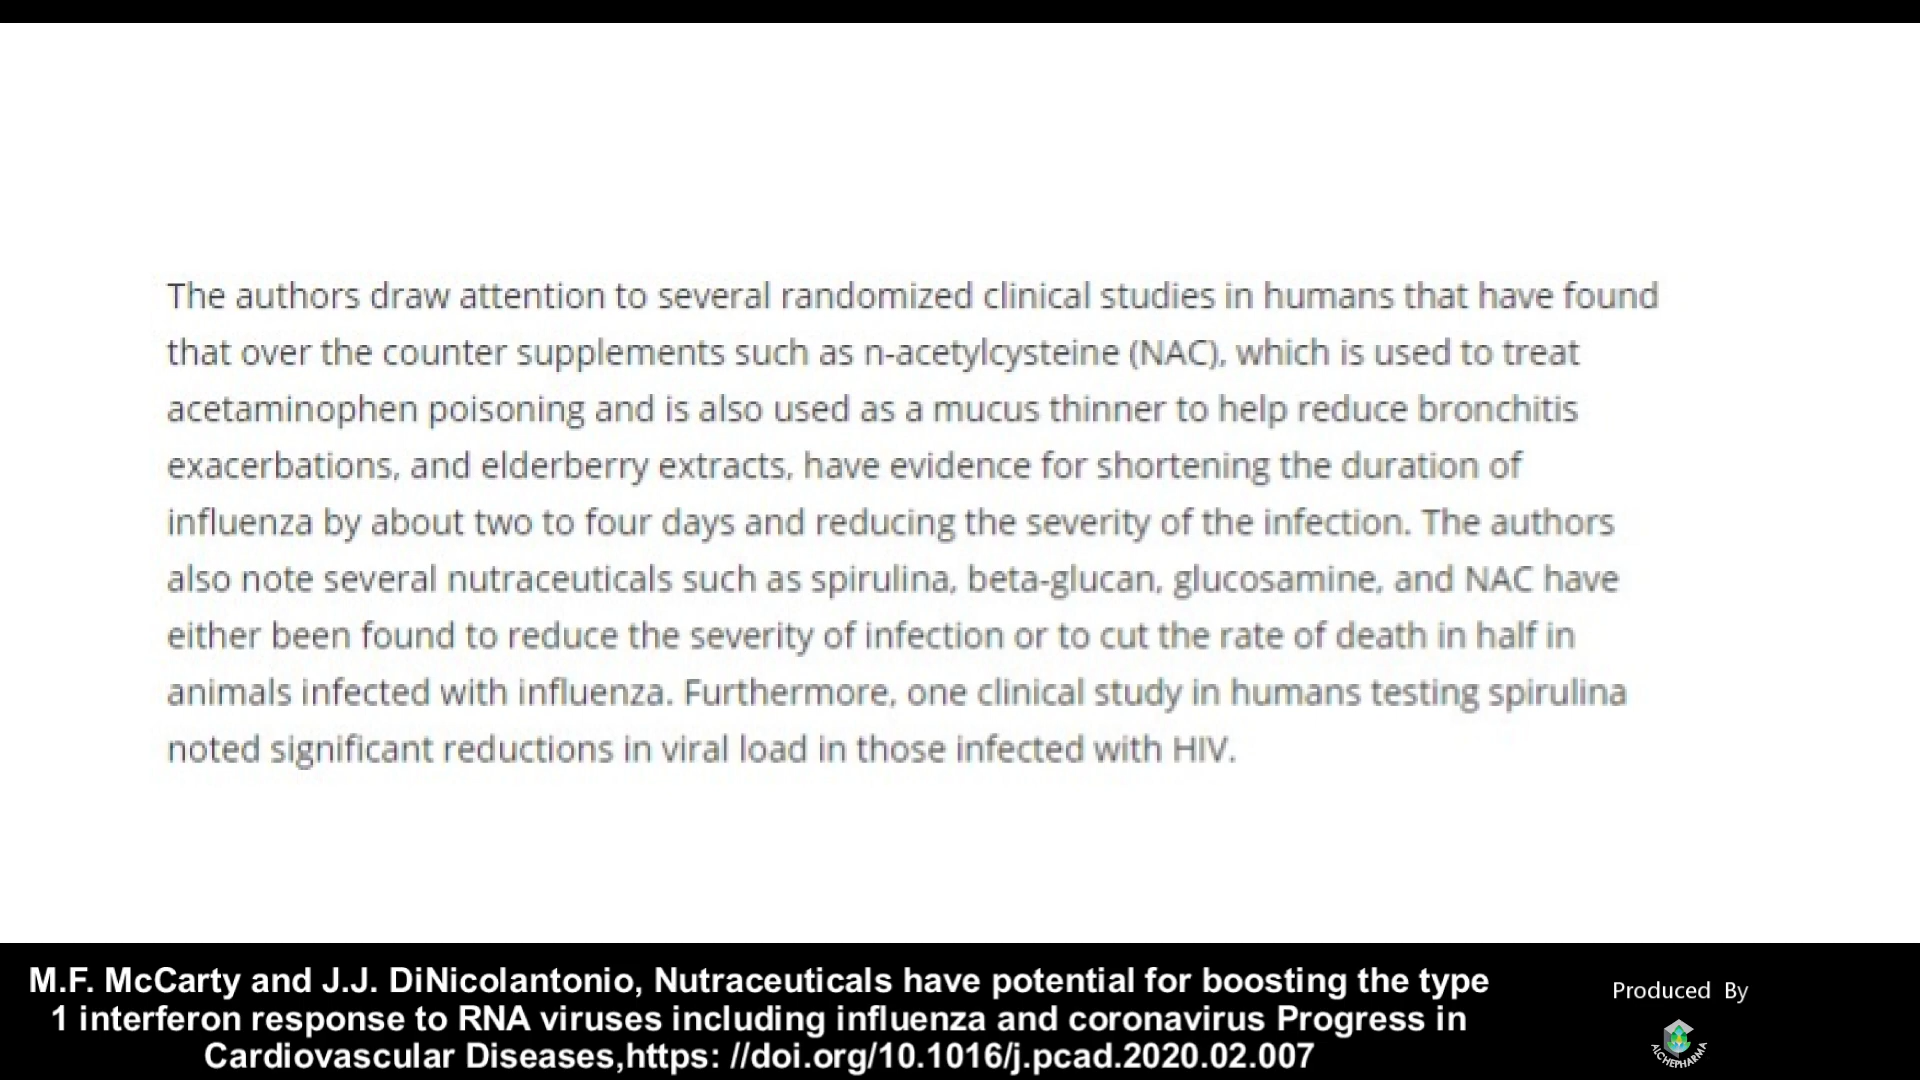 The authors draw attention to several randomized clinical studies in humans that have found
that over the counter supplements such as n-acetylcysteine (NAC), which is used to treat
acetaminophen poisoning and is also used as a mucus thinner to help reduce bronchitis
exacerbations, and elderberry extracts, have evidence for shortening the duration of
influenza by about two to four days and reducing the severity of the infection. The authors
also note several nutraceuticals such as spirulina, beta-glucan, glucosamine, and NAC have
either been found to reduce the severity of infection or to cut the rate of death in half in
animals infected with influenza. Furthermore, one clinical study in humans testing spirulina
noted significant reductions in viral load in those infected with HIV.
M.F. McCarty and J.J. DiNicolantonio, Nutraceuticals have potential for boosting the type
1 interferon response to RNA viruses including influenza and coronavirus Progress in
Cardiovascular Diseases,https: //doi.org/10.1016/j.pcad.2020.02.007
Produced By
ALCHEPHARMA